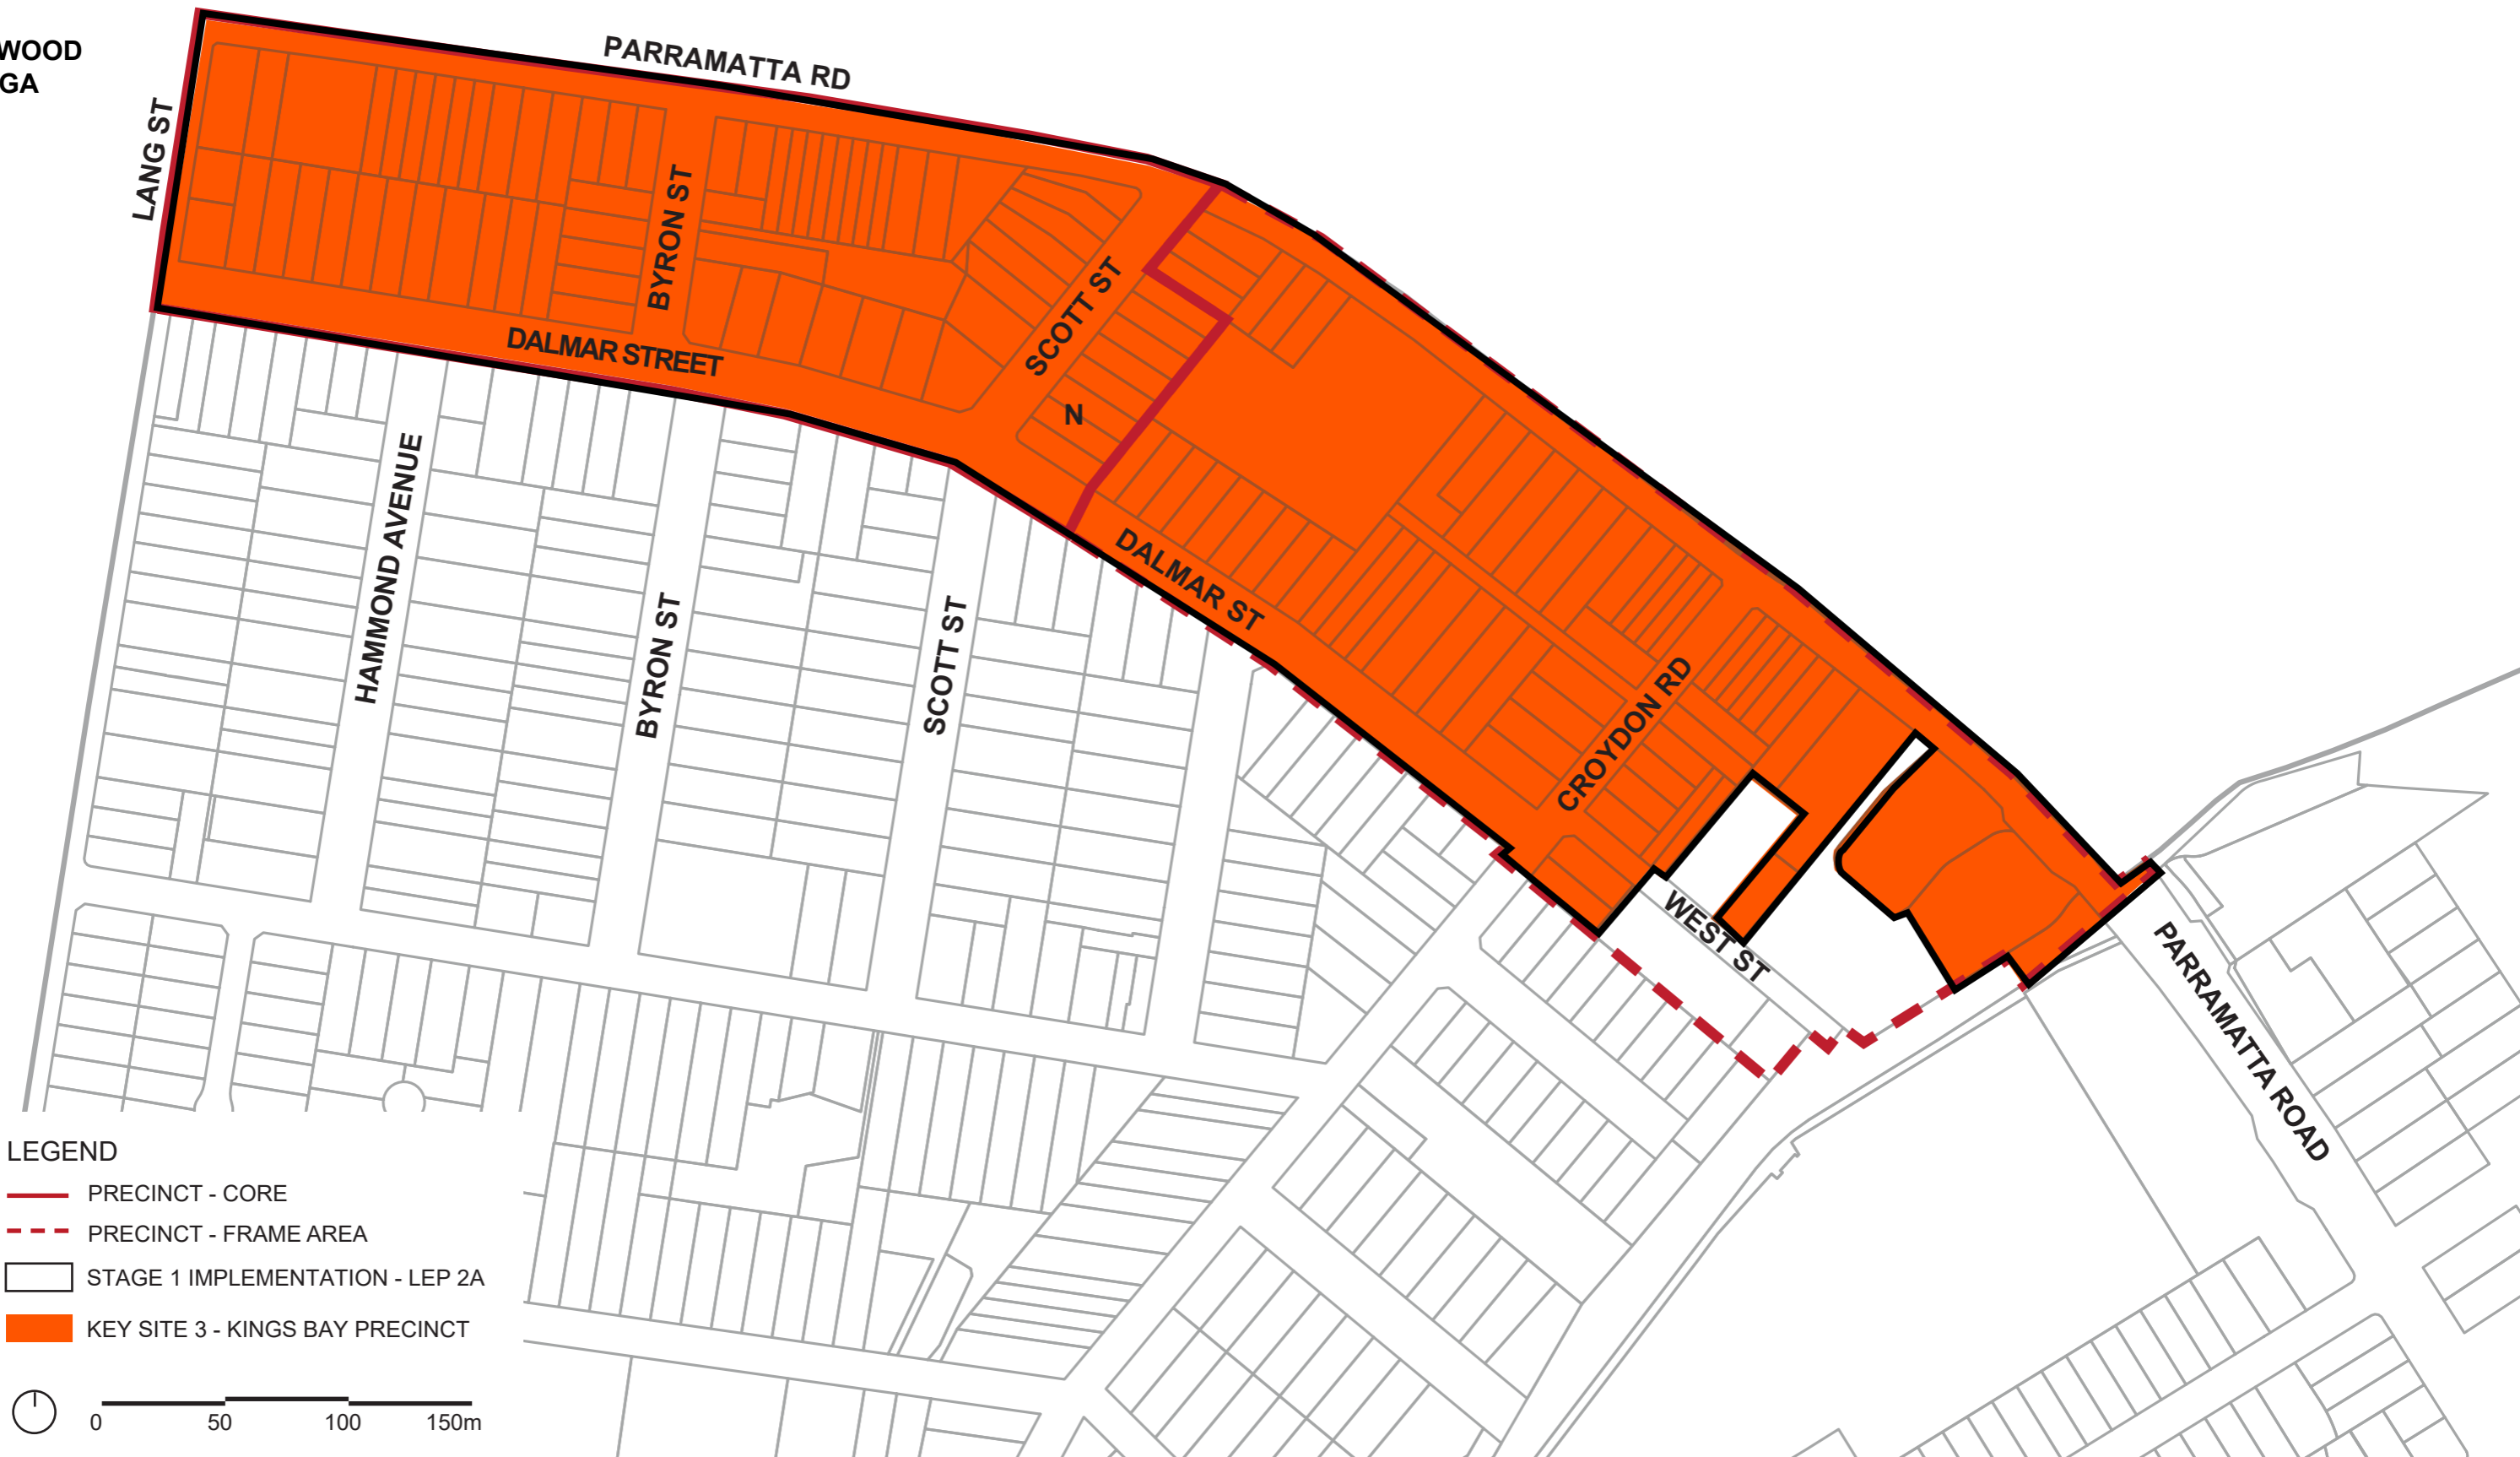 WOOD
GA
PARRAMATTA RD
LANG ST
BYRON ST
SCOTT ST
DALMAR STREET
N
HAMMOND AVENUE
BYRON ST
SCOTT ST
DALMAR ST
CROYDON RD
WEST ST
PARRAMATTA ROAD
LEGEND
PRECINCT - CORE
PRECINCT - FRAME AREA
STAGE 1 IMPLEMENTATION - LEP 2A
KEY SITE 3 - KINGS BAY PRECINCT
0 50 100 150m